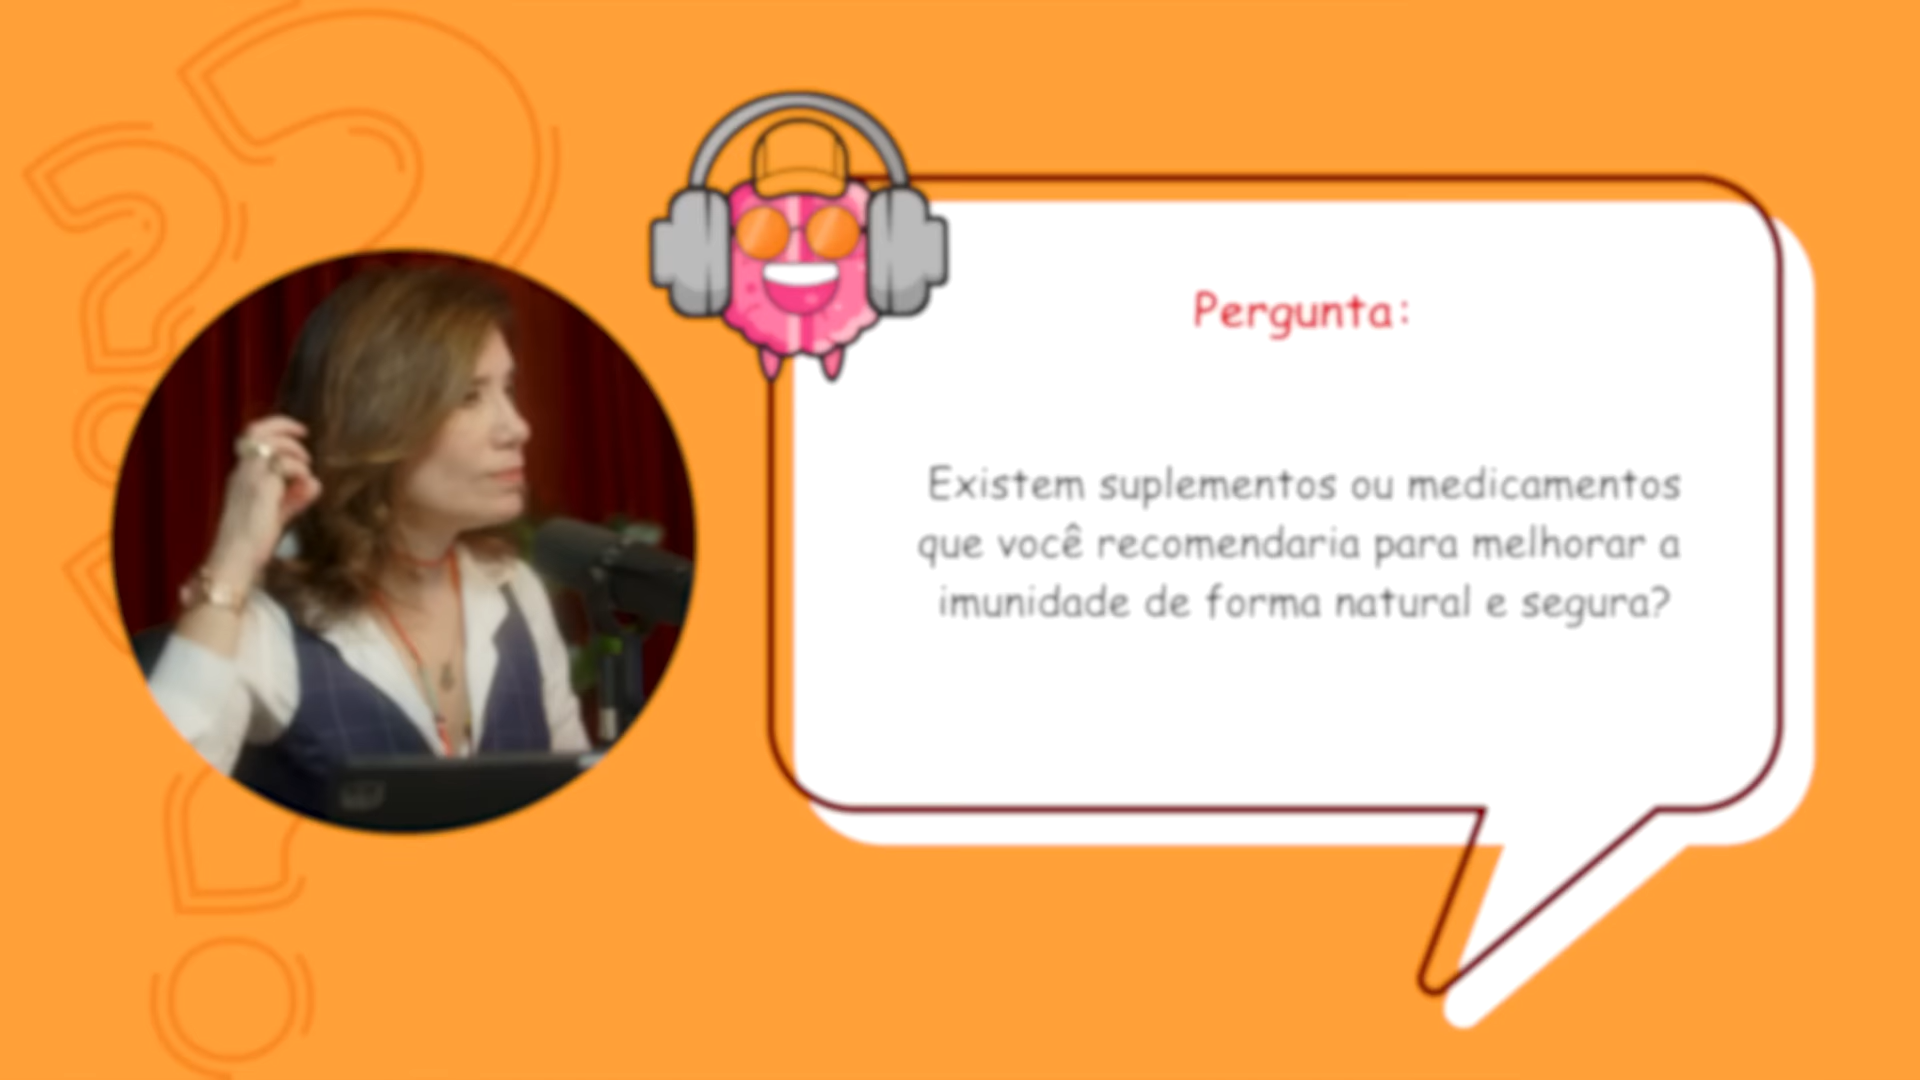 Pergunta:
Existem suplementos ou medicamentos
que você recomendaria para melhorar a
imunidade de forma natural e segura?